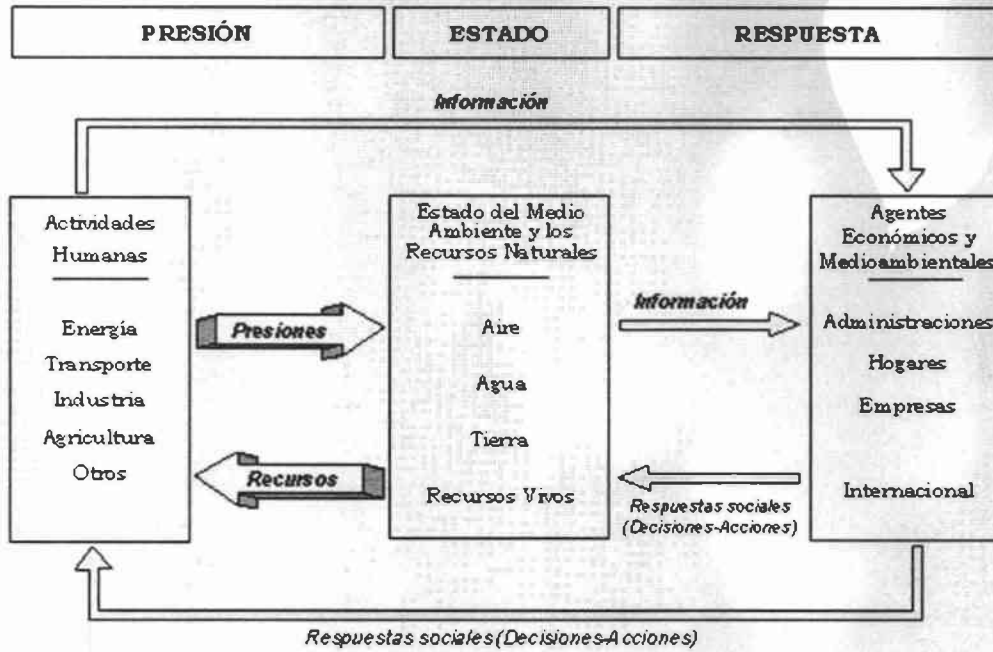 PRESIÓN
ESTADO
RESPUESTA
Información
Actividades
Humanas
Energía
Transporte
Industria
Agricultura
Otros
Presiones
Recursos
Estado del Medio
Ambiente y los
Recursos Naturales
Aire
Agua
Tierra
Recursos Vivos
Información
Respuestas sociales
(Decisiones-Acciones)
Agentes
Económicos y
Medioambientales
Administraciones
Hogares
Empresas
Internacional
Respuestas sociales (Decisiones-Acciones)